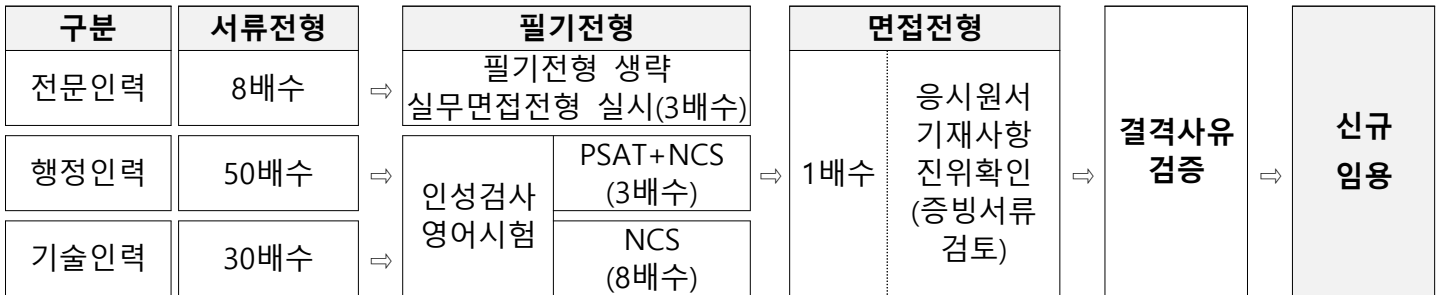 구분 서류전형 필기전형 면접전형
전문인력 8배수 ⇨ 필기전형 생략
실무면접전형 실시(3배수)
행정인력 50배수 ⇨ 인성검사
영어시험
PSAT+NCS
(3배수)
기술인력 30배수 ⇨ NCS
(8배수)
⇨ 1배수 응시원서
기재사항
진위확인
(증빙서류
검토)
⇨ 결격사유
검증
⇨ 신규
임용